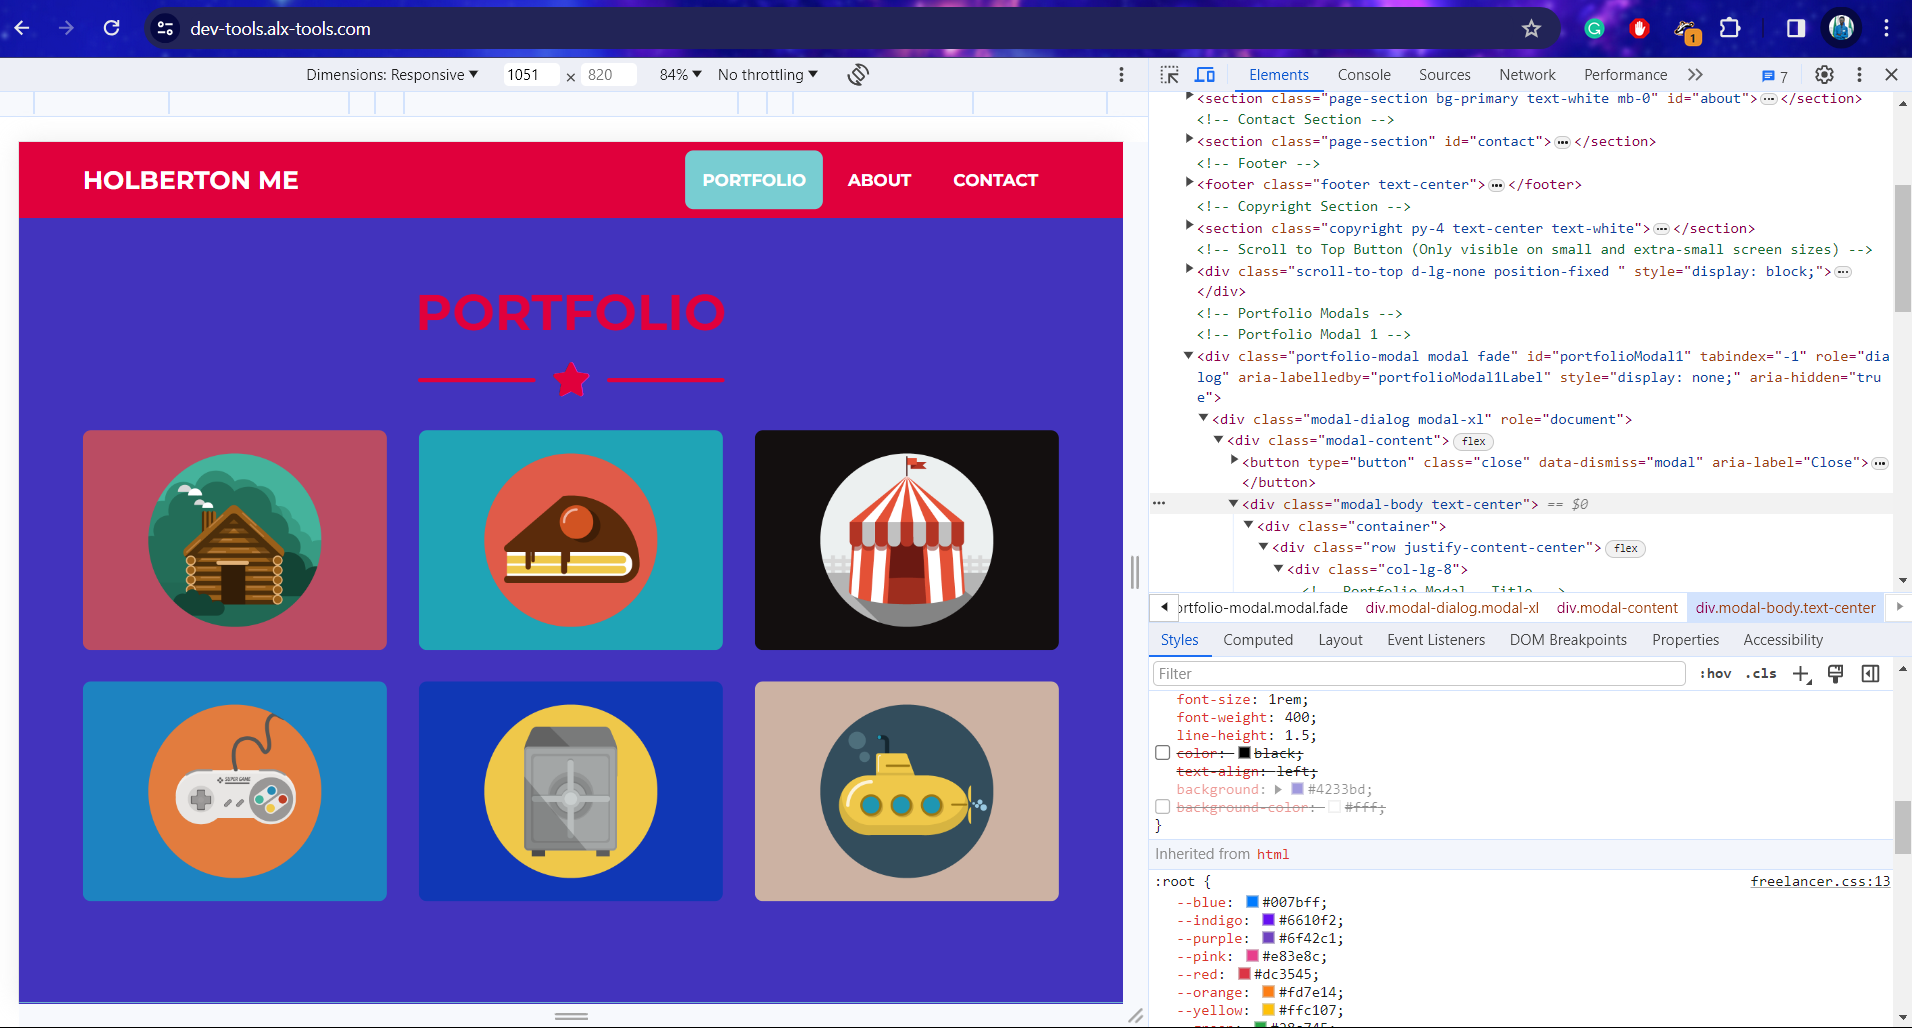 dev-tools.alx-tools.com
1
Dimensions: Responsive ▼ 1051 × 820 84% ▼ No throttling ▼
Elements Console Sources Network Performance 7
HOLBERTON ME
PORTFOLIO ABOUT CONTACT
PORTFOLIO
SUPER GAME
<section class="page-section bg-primary text-white mb-0" id="about">…</section>
<!-- Contact Section -->
<section class="page-section" id="contact">…</section>
<!-- Footer -->
<footer class="footer text-center">…</footer>
<!-- Copyright Section -->
<section class="copyright py-4 text-center text-white">…</section>
<!-- Scroll to Top Button (Only visible on small and extra-small screen sizes) -->
<div class="scroll-to-top d-lg-none position-fixed " style="display: block;">…
</div>
<!-- Portfolio Modals -->
<!-- Portfolio Modal 1 -->
<div class="portfolio-modal modal fade" id="portfolioModal1" tabindex="-1" role="dia
log" aria-labelledby="portfolioModal1Label" style="display: none;" aria-hidden="tru
e">
<div class="modal-dialog modal-xl" role="document">
<div class="modal-content"> flex
<button type="button" class="close" data-dismiss="modal" aria-label="Close">…
</button>
<div class="modal-body text-center"> == $0
<div class="container">
<div class="row justify-content-center"> flex
<div class="col-lg-8">
<!-- Portfolio Modal - Title -->
ortfolio-modal.modal.fade div.modal-dialog.modal-xl div.modal-content div.modal-body.text-center
Styles Computed Layout Event Listeners DOM Breakpoints Properties Accessibility
Filter :hov .cls
font-size: 1rem;
font-weight: 400;
line-height: 1.5;
color: black;
text-align: left;
background: #4233bd;
background-color: #fff;
}
Inherited from html
:root { freelancer.css:13
--blue: #007bff;
--indigo: #6610f2;
--purple: #6f42c1;
--pink: #e83e8c;
--red: #dc3545;
--orange: #fd7e14;
--yellow: #ffc107;
--green: #28a745;